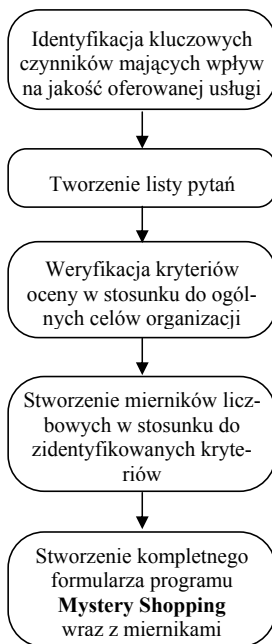 Identyfikacja kluczowych
czynników mających wpływ
na jakość oferowanej usługi
Tworzenie listy pytań
Weryfikacja kryteriów
oceny w stosunku do ogól-
nych celów organizacji
Stworzenie mierników licz-
bowych w stosunku do
zidentyfikowanych kryte-
riów
Stworzenie kompletnego
formularza programu
Mystery Shopping
wraz z miernikami